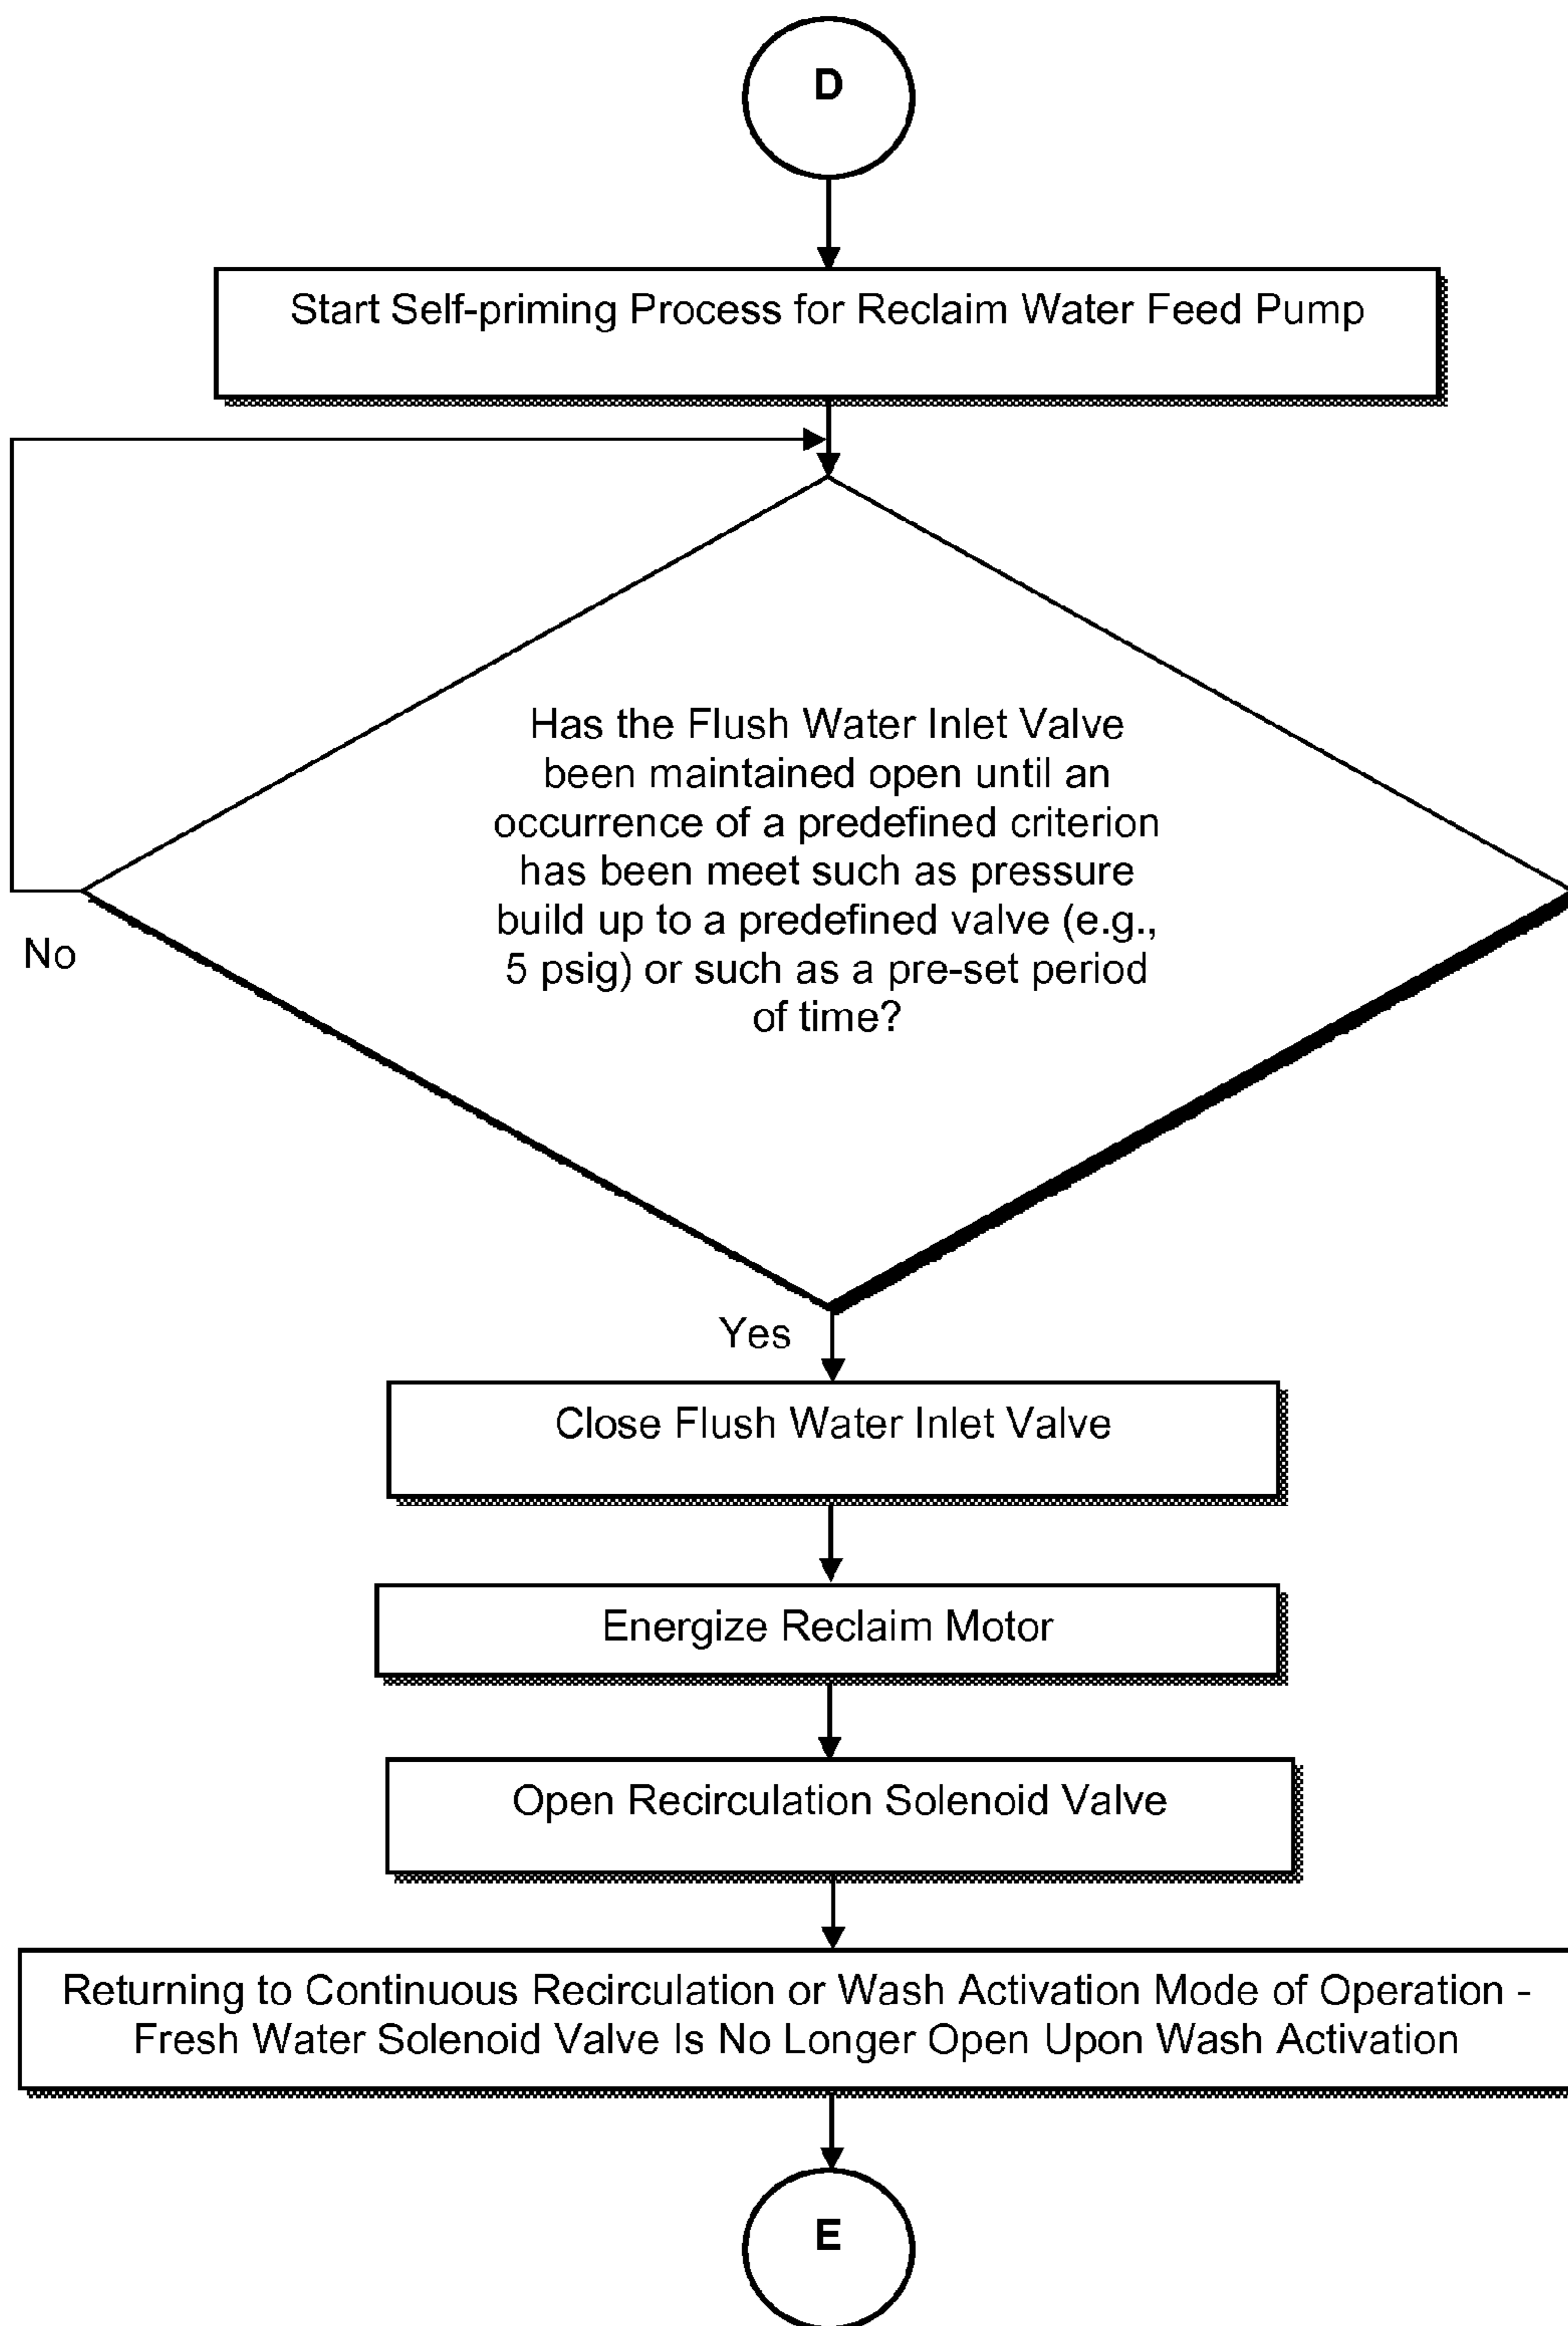 D
Start Self-priming Process for Reclaim Water Feed Pump
Has the Flush Water Inlet Valve
been maintained open until an
occurrence of a predefined criterion
has been meet such as pressure
build up to a predefined valve (e.g.,
5 psig) or such as a pre-set period
of time?
No
Yes
Close Flush Water Inlet Valve
Energize Reclaim Motor
Open Recirculation Solenoid Valve
Returning to Continuous Recirculation or Wash Activation Mode of Operation -
Fresh Water Solenoid Valve Is No Longer Open Upon Wash Activation
E